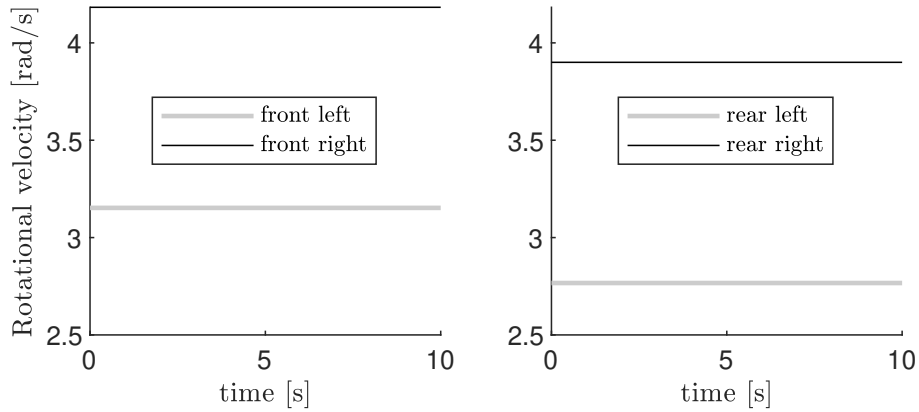 Rotational velocity [rad/s]
4
3.5
3
2.5
front left
front right
0
5
10
time [s]
4
3.5
3
2.5
rear left
rear right
0
5
10
time [s]